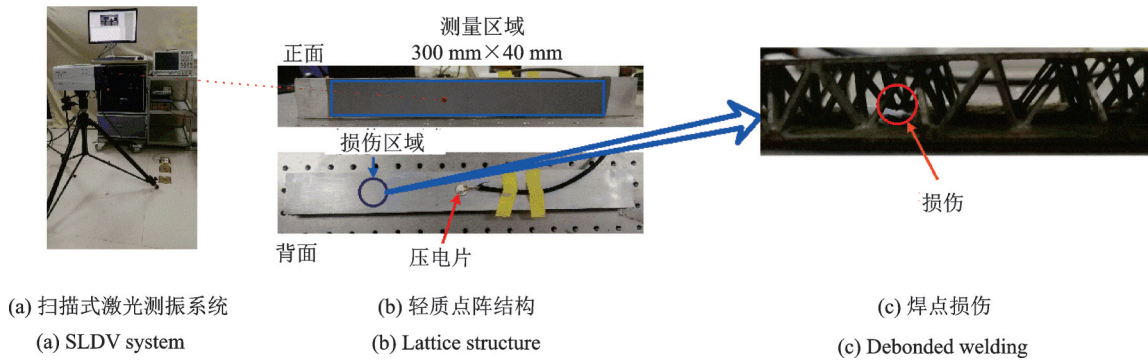 测量区域
正面
300 mm×40 mm
损伤区域
损伤
背面
压电片
(a) 扫描式激光测振系统
(b) 轻质点阵结构
(c) 焊点损伤
(a) SLDV system
(b) Lattice structure
(c) Debonded welding